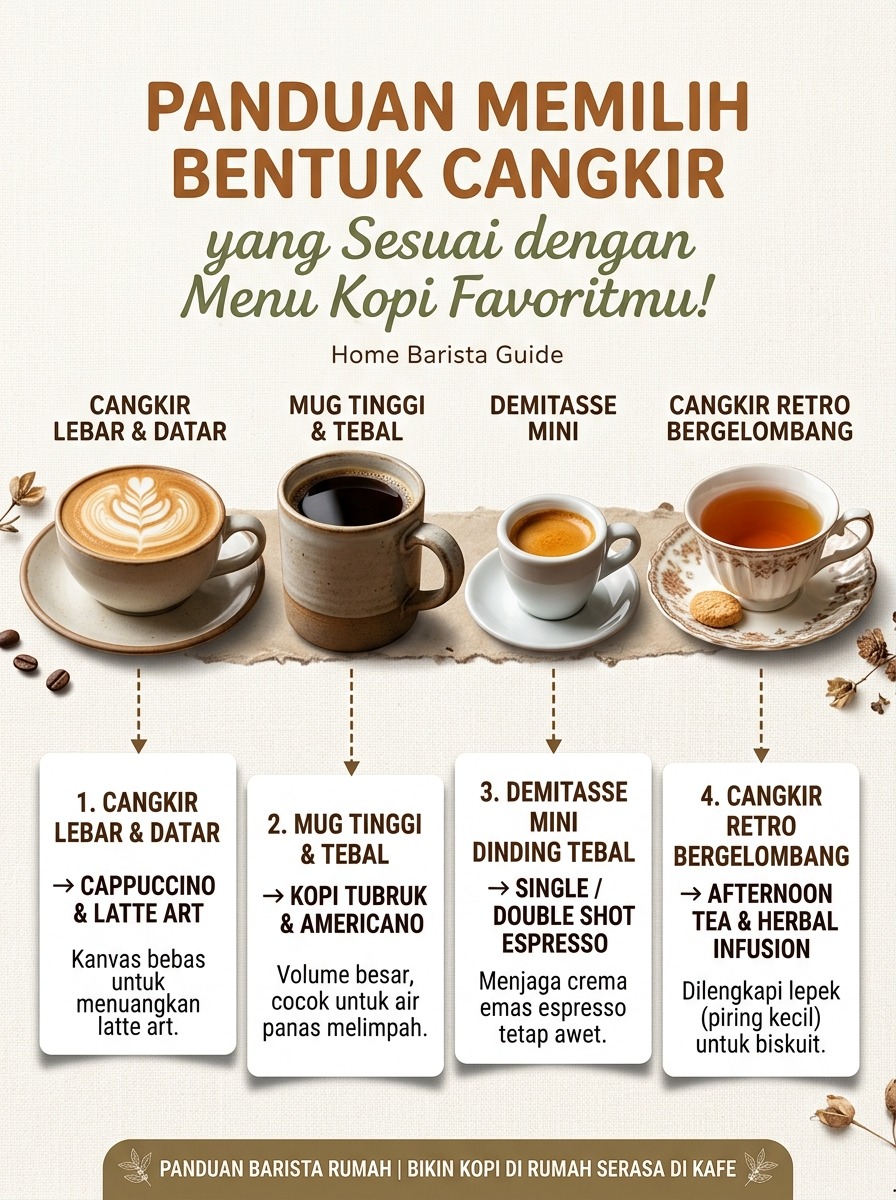 PANDUAN MEMILIH
BENTUK CANGKIR
yang Sesuai dengan
Menu Kopi Favoritmu!
Home Barista Guide
CANGKIR
LEBAR & DATAR
MUG TINGGI
& TEBAL
DEMITASSE
MINI
CANGKIR RETRO
BERGELOMBANG
1. CANGKIR
LEBAR & DATAR
→ CAPPUCCINO
& LATTE ART
Kanvas bebas
untuk
menuangkan
latte art.
2. MUG TINGGI
& TEBAL
→ KOPI TUBRUK
& AMERICANO
Volume besar,
cocok untuk air
panas melimpah.
3. DEMITASSE
MINI
DINDING TEBAL
→ SINGLE /
DOUBLE SHOT
ESPRESSO
Menjaga crema
emas espresso
tetap awet.
4. CANGKIR
RETRO
BERGELOMBANG
→ AFTERNOON
TEA & HERBAL
INFUSION
Dilengkapi lepek
(piring kecil)
untuk biskuit.
PANDUAN BARISTA RUMAH | BIKIN KOPI DI RUMAH SERASA DI KAFE